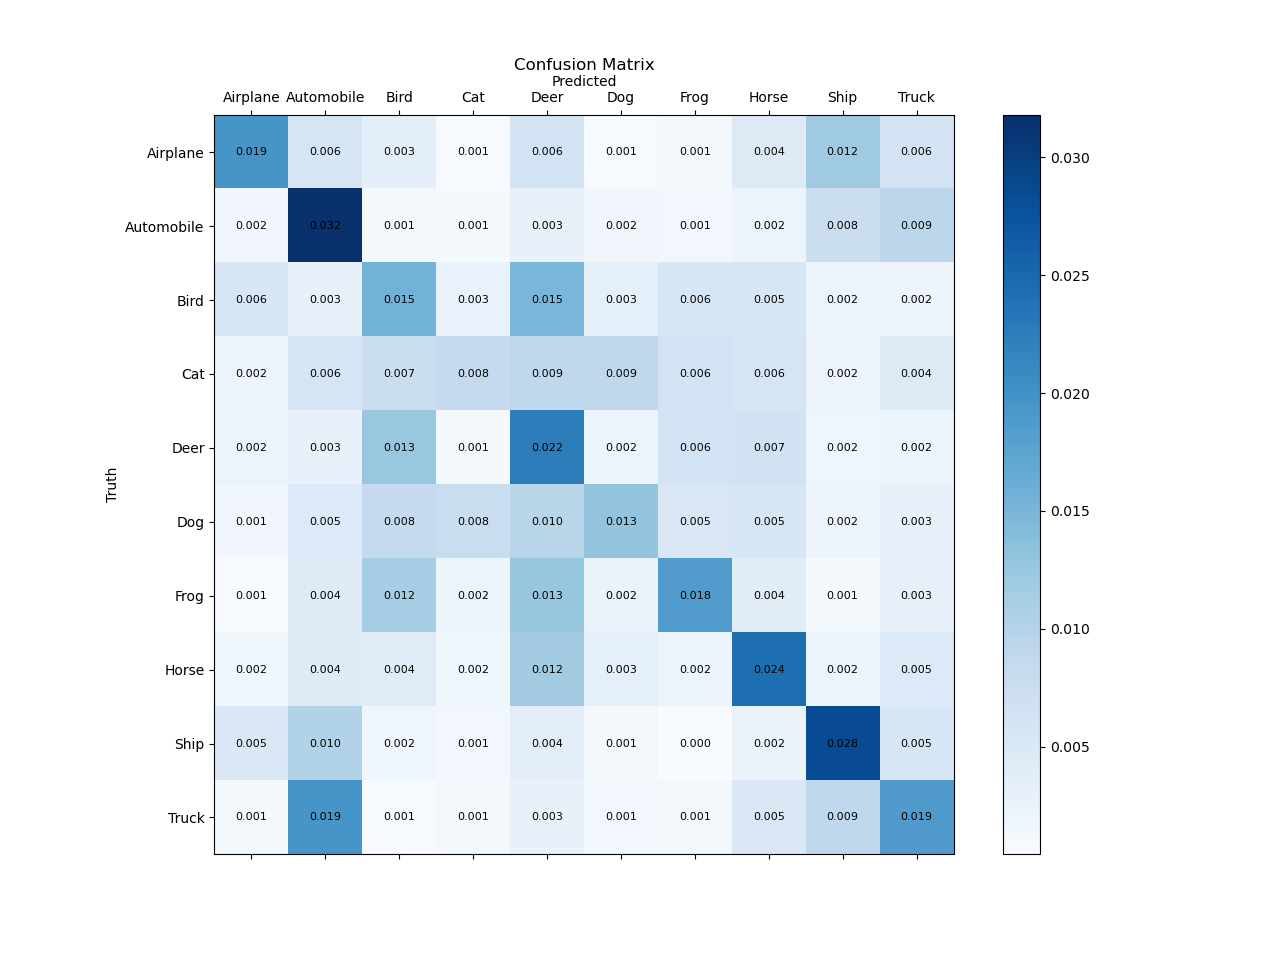 Confusion Matrix
Predicted
Airplane Automobile Bird Cat Deer Dog Frog Horse Ship Truck
Airplane 0.019 0.006 0.003 0.001 0.006 0.001 0.001 0.004 0.012 0.006
Automobile 0.002 0.032 0.001 0.001 0.003 0.002 0.001 0.002 0.008 0.009
Bird 0.006 0.003 0.015 0.003 0.015 0.003 0.006 0.005 0.002 0.002
Cat 0.002 0.006 0.007 0.008 0.009 0.009 0.006 0.006 0.002 0.004
Deer 0.002 0.003 0.013 0.001 0.022 0.002 0.006 0.007 0.002 0.002
Truth
Dog 0.001 0.005 0.008 0.008 0.010 0.013 0.005 0.005 0.002 0.003
Frog 0.001 0.004 0.012 0.002 0.013 0.002 0.018 0.004 0.001 0.003
Horse 0.002 0.004 0.004 0.002 0.012 0.003 0.002 0.024 0.002 0.005
Ship 0.005 0.010 0.002 0.001 0.004 0.001 0.000 0.002 0.028 0.005
Truck 0.001 0.019 0.001 0.001 0.003 0.001 0.001 0.005 0.009 0.019
0.030
0.025
0.020
0.015
0.010
0.005